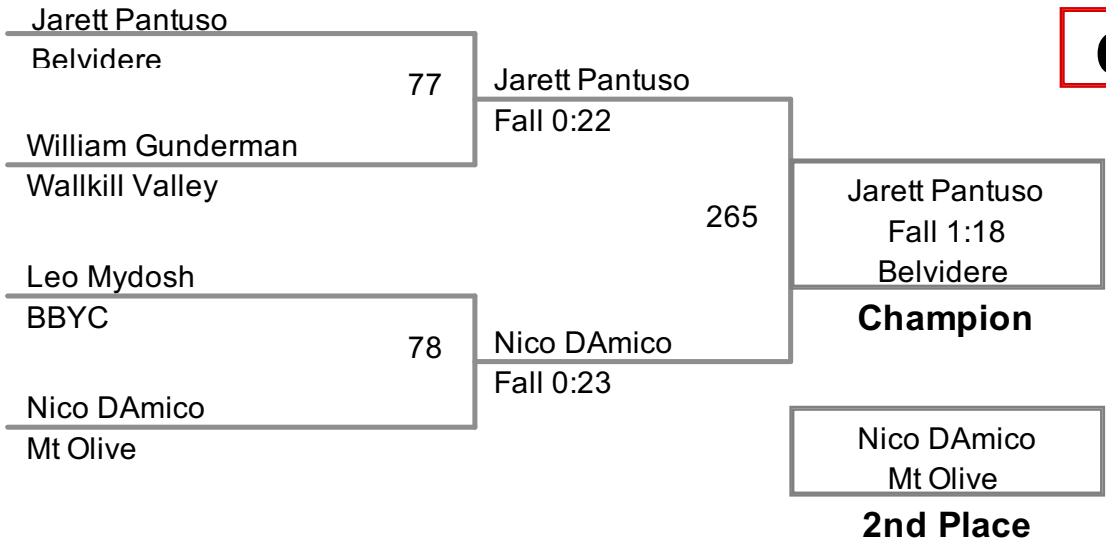 Jarett Pantuso
Belvidere
77
Jarett Pantuso
Fall 0:22
William Gunderman
Wallkill Valley
265
Jarett Pantuso
Fall 1:18
Belvidere
Champion
Leo Mydosh
BBYC
78
Nico DAmico
Fall 0:23
Nico DAmico
Mt Olive
Nico DAmico
Mt Olive
2nd Place